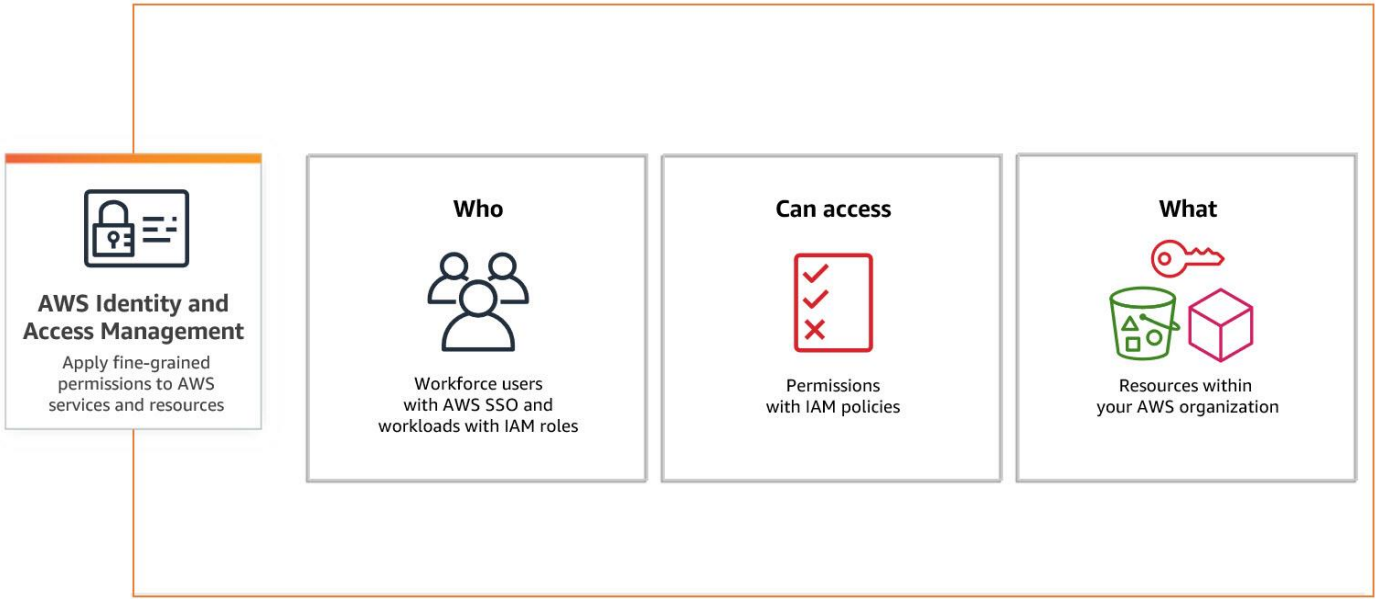 AWS Identity and
Access Management
Apply fine-grained
permissions to AWS
services and resources
Who
Workforce users
with AWS SSO and
workloads with IAM roles
Can access
Permissions
with IAM policies
What
Resources within
your AWS organization